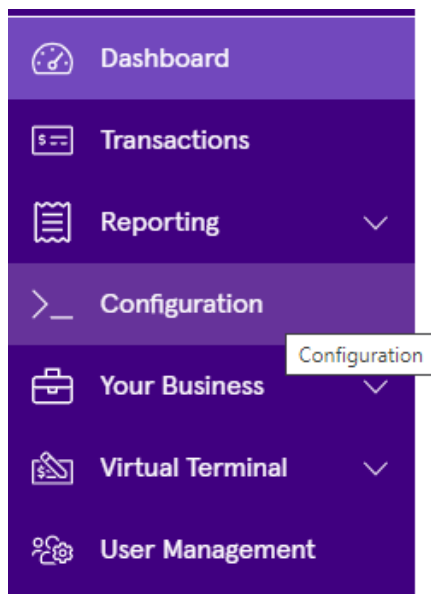 Dashboard
Transactions
Reporting
Configuration
Configuration
Your Business
Virtual Terminal
User Management